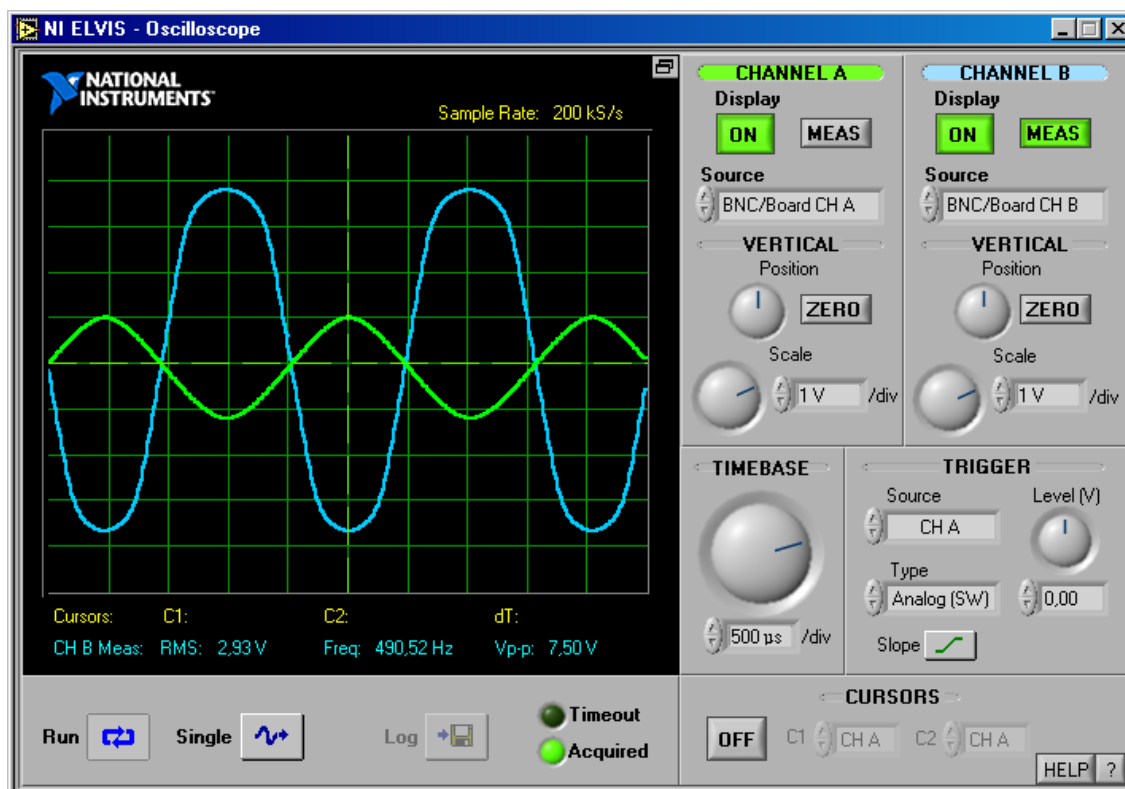 NI ELVIS - Oscilloscope
NATIONAL
INSTRUMENTS™
Sample Rate: 200 kS/s
Cursors: C1: C2: dT:
CH B Meas: RMS: 2,93 V Freq: 490,52 Hz Vp-p: 7,50 V
Run Single Log Timeout
Acquired
CHANNEL A
Display
ON MEAS
Source
BNC/Board CH A
VERTICAL
Position
ZERO
Scale
1 V /div
CHANNEL B
Display
ON MEAS
Source
BNC/Board CH B
VERTICAL
Position
ZERO
Scale
1 V /div
TIMEBASE
500 µs /div
TRIGGER
Source Level (V)
CH A
Type
Analog (SW) 0,00
Slope
CURSORS
OFF C1 CH A C2 CH A
HELP ?